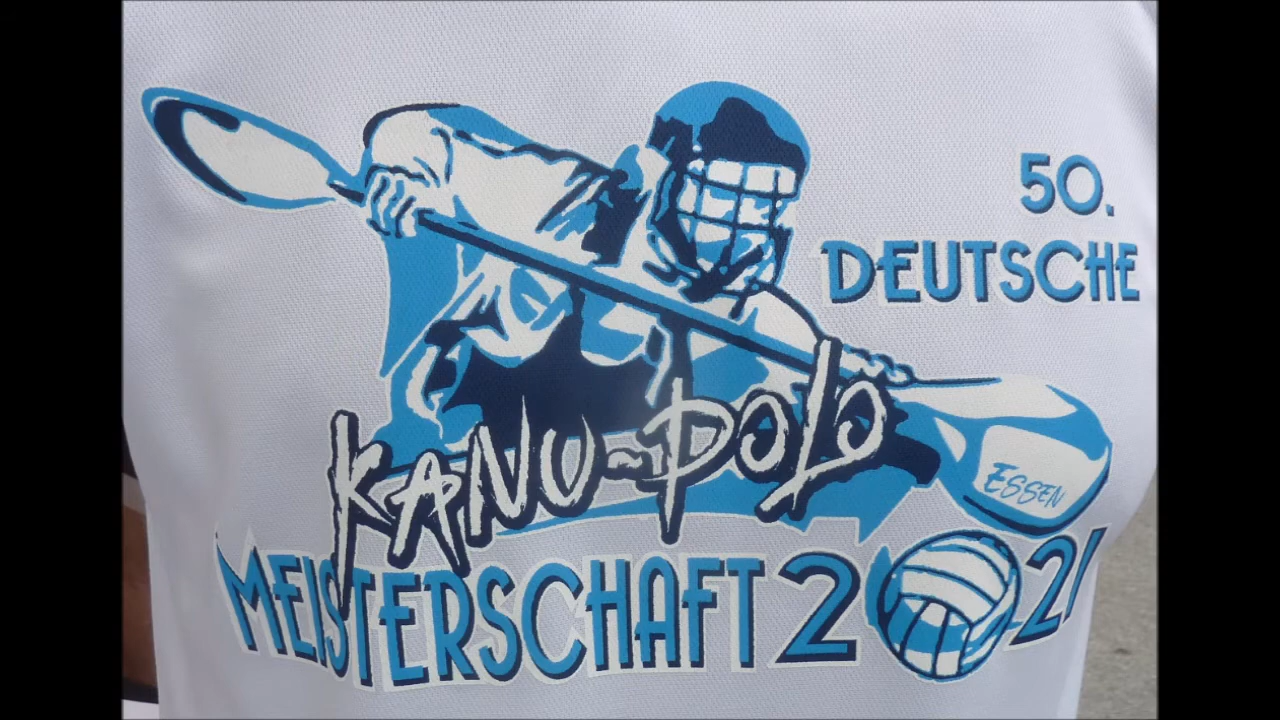 50.
DEUTSCHE
KANU-POLO
ESSEN
MEISTERSCHAFT 2021